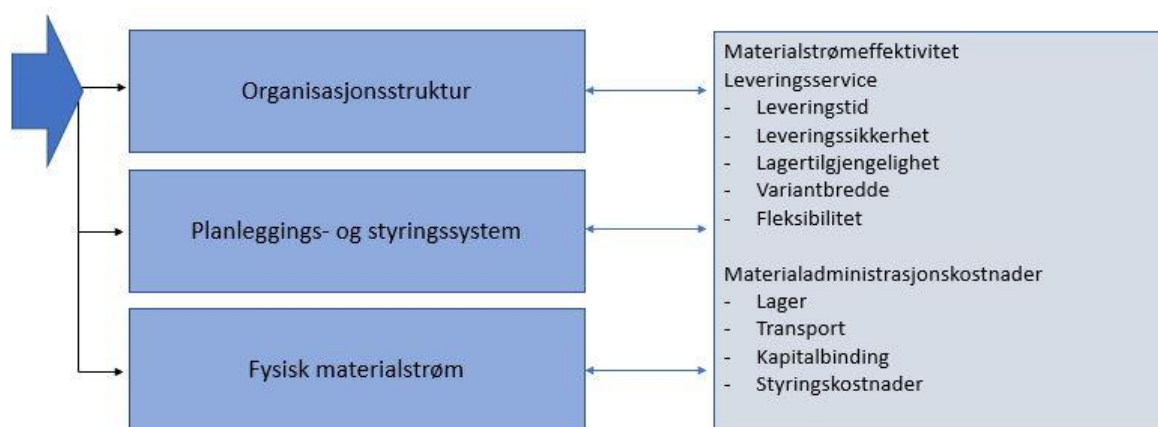 Organisasjonsstruktur
Planleggings- og styringssystem
Fysisk materialstrøm
Materialstrømeffektivitet
Leveringsservice
- Leveringstid
- Leveringssikkerhet
- Lagertilgjengelighet
- Variantbredde
- Fleksibilitet
Materialadministrasjonskostnader
- Lager
- Transport
- Kapitalbinding
- Styringskostnader